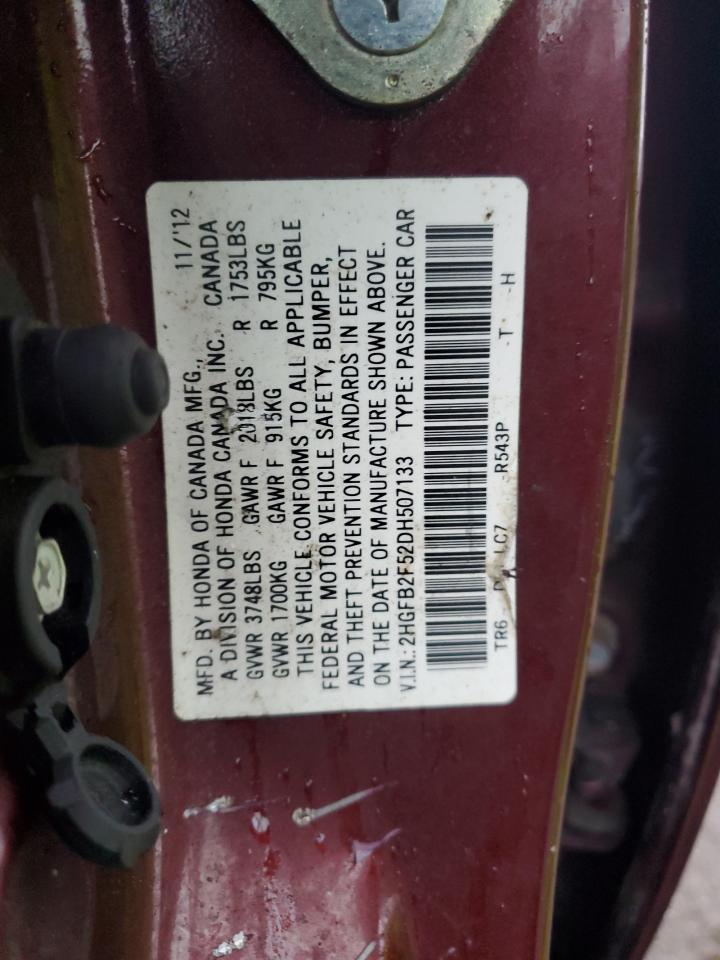 MFD. BY HONDA OF CANADA MFG., 11/'12
A DIVISION OF HONDA CANADA INC. CANADA
GVWR 3748LBS GAWR F 2018LBS R 1753LBS
GVWR 1700KG GAWR F 915KG R 795KG
THIS VEHICLE CONFORMS TO ALL APPLICABLE
FEDERAL MOTOR VEHICLE SAFETY, BUMPER,
AND THEFT PREVENTION STANDARDS IN EFFECT
ON THE DATE OF MANUFACTURE SHOWN ABOVE.
V.I.N.: 2HGFB2F52DH507133 TYPE: PASSENGER CAR
TR6 LC7 -R543P -T -H